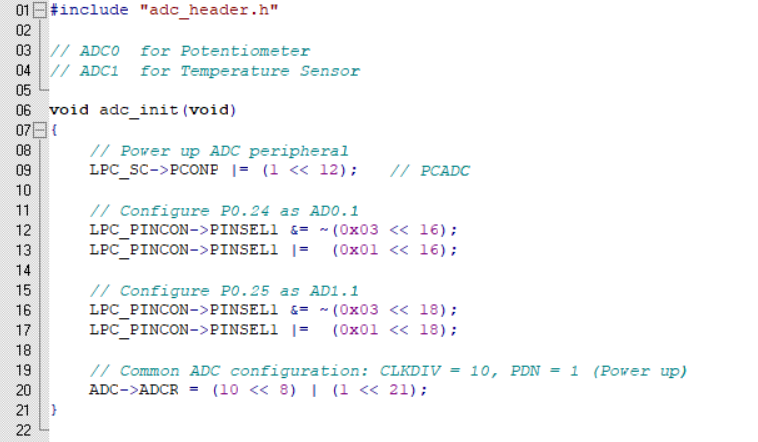 01 #include "adc_header.h"
02
03 // ADC0  for Potentiometer
04 // ADC1  for Temperature Sensor
05
06 void adc_init(void)
07 {
08     // Power up ADC peripheral
09     LPC_SC->PCONP |= (1 << 12);   // PCADC
10
11     // Configure P0.24 as AD0.1
12     LPC_PINCON->PINSEL1 &= ~(0x03 << 16);
13     LPC_PINCON->PINSEL1 |=  (0x01 << 16);
14
15     // Configure P0.25 as AD1.1
16     LPC_PINCON->PINSEL1 &= ~(0x03 << 18);
17     LPC_PINCON->PINSEL1 |=  (0x01 << 18);
18
19     // Common ADC configuration: CLKDIV = 10, PDN = 1 (Power up)
20     ADC->ADCR = (10 << 8) | (1 << 21);
21 }
22